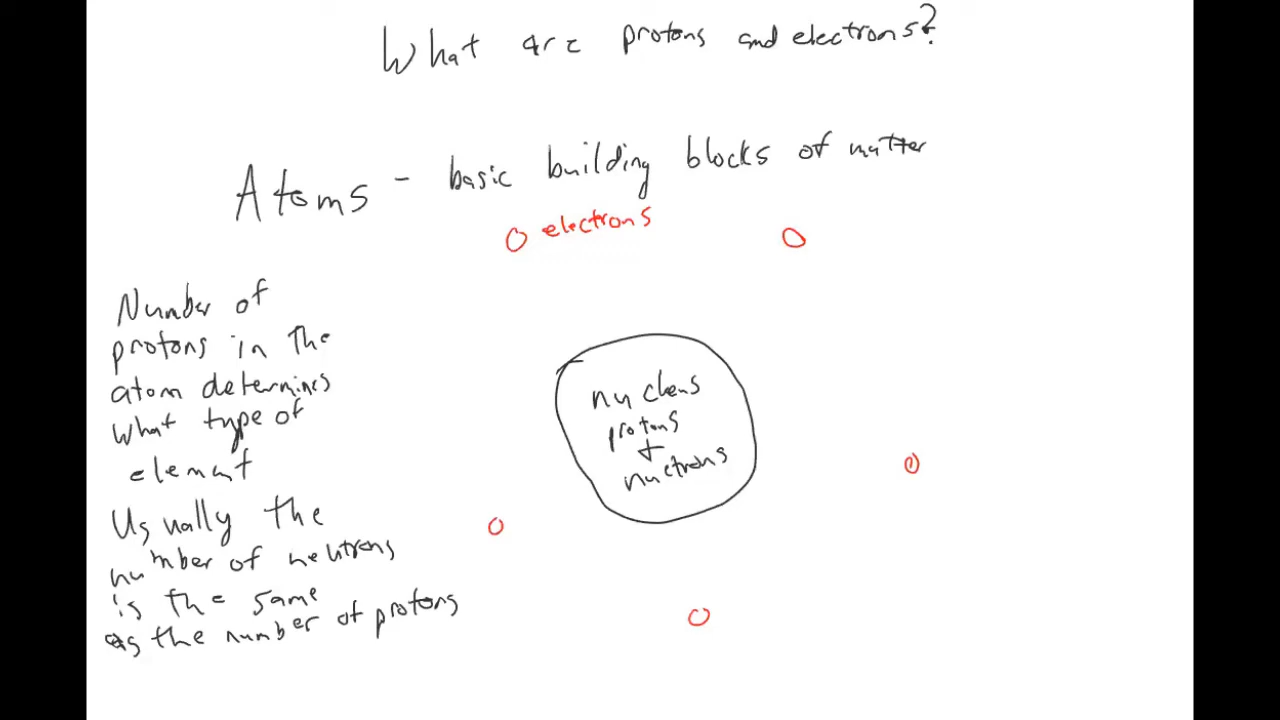 What are protons and electrons?
Atoms - basic building blocks of matter
electrons
Number of
protons in the
atom determines
what type of
element
Usually the
number of neutrons
is the same
as the number of protons
nucleus
protons
+
nuctrons